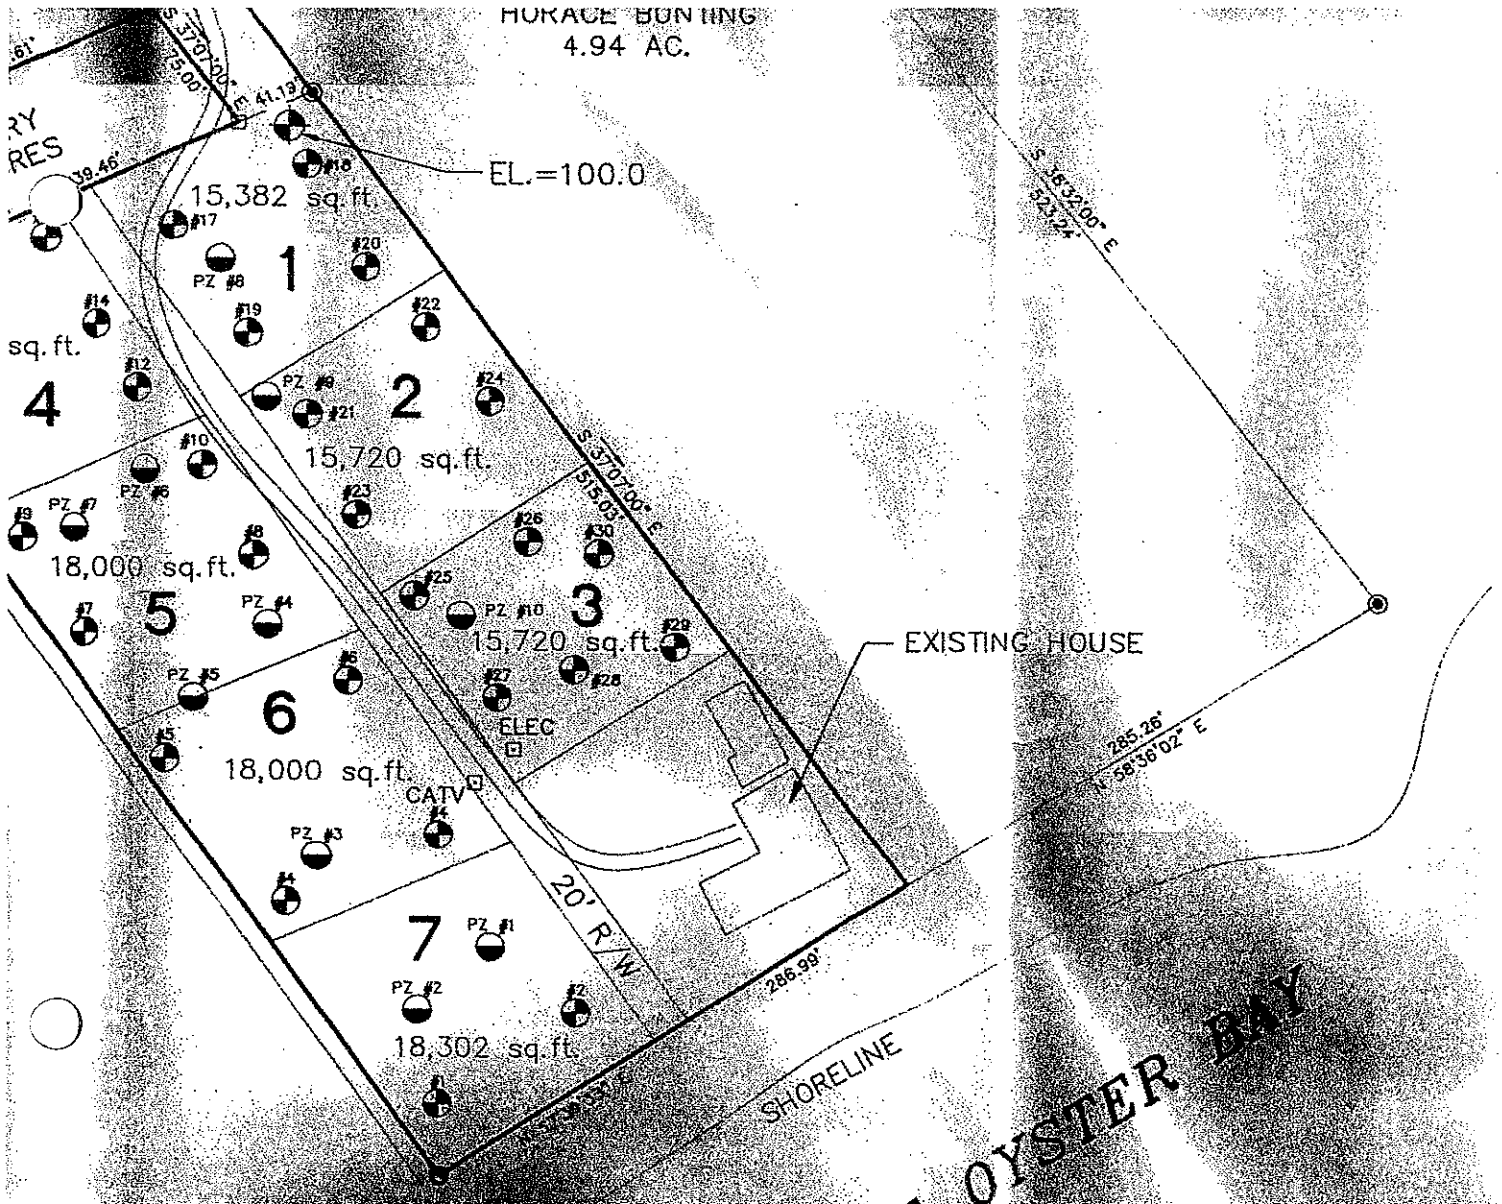 HORACE BUNTING
4.94 AC.
.61'
S 37°07'00" E
75.00'
41.19'
RY
RES
39.46'
EL.=100.0
#18
15,382 sq.ft.
#17
PZ #8
1
#20
#19
#14
sq.ft.
#12
4
#22
PZ #9
#21
2
#24
15,720 sq.ft.
#10
PZ #6
PZ #7
#9
#23
#8
18,000 sq.ft.
5
#7
PZ #4
S 37°07'00" E
515.03'
#26
#30
#25
PZ #10
3
15,720 sq.ft.
#29
#28
#27
ELEC
EXISTING HOUSE
S 36°32'00" E
523.24'
285.26'
N 58°36'02" E
PZ #5
#6
6
#5
18,000 sq.ft.
CATV
#4
PZ #3
#4
20' R/W
7
PZ #1
PZ #2
#2
18,302 sq.ft.
#1
286.99'
SHORELINE
OYSTER BAY